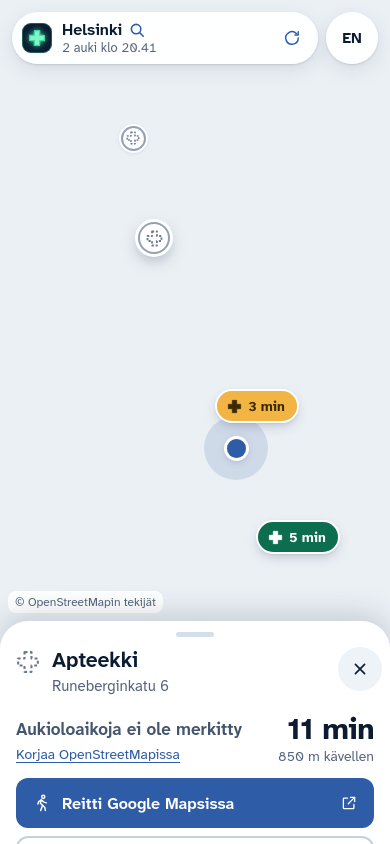 Helsinki
2 auki klo 20.41
EN
3 min
5 min
© OpenStreetMapin tekijät
Apteekki
Runeberginkatu 6
Aukioloaikoja ei ole merkitty
11 min
Korjaa OpenStreetMapissa
850 m kävellen
Reitti Google Mapsissa